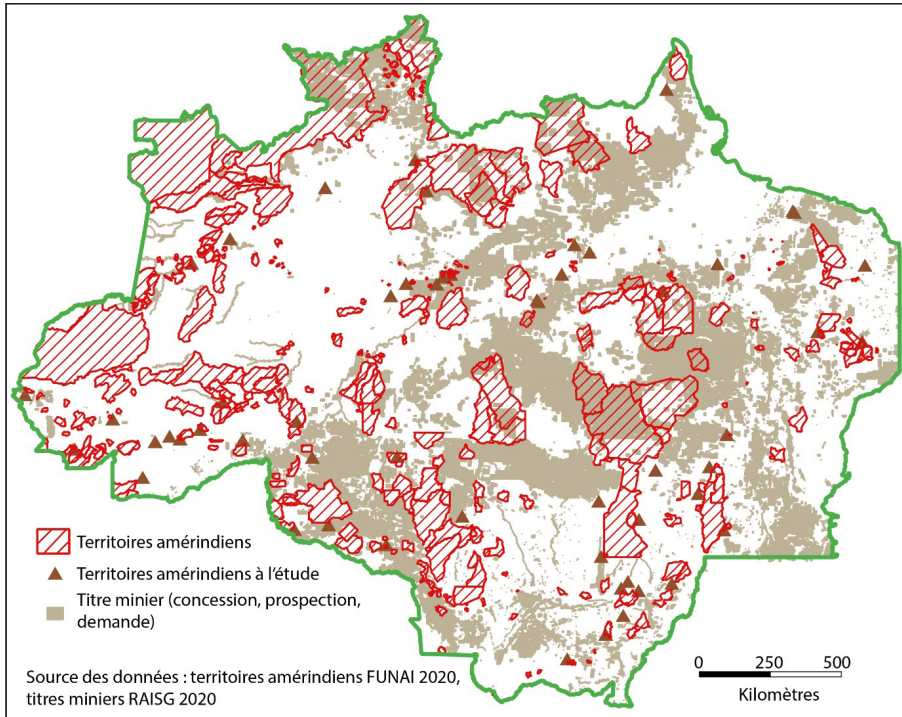 Territoires amérindiens
Territoires amérindiens à l’étude
Titre minier (concession, prospection,
demande)
Source des données : territoires amérindiens FUNAI 2020,
titres miniers RAISG 2020
0 250 500
Kilomètres